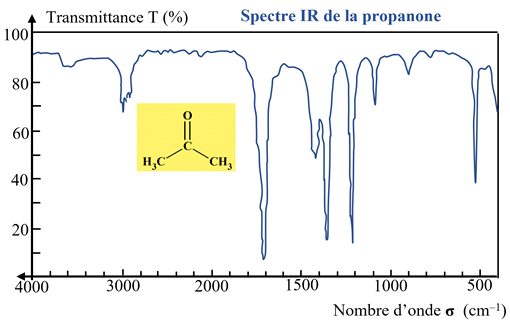 Transmittance T (%)
Spectre IR de la propanone
100
80
60
40
20
O
C
H₃C
CH₃
4000
3000
2000
1500
1000
500
Nombre d’onde σ (cm⁻¹)